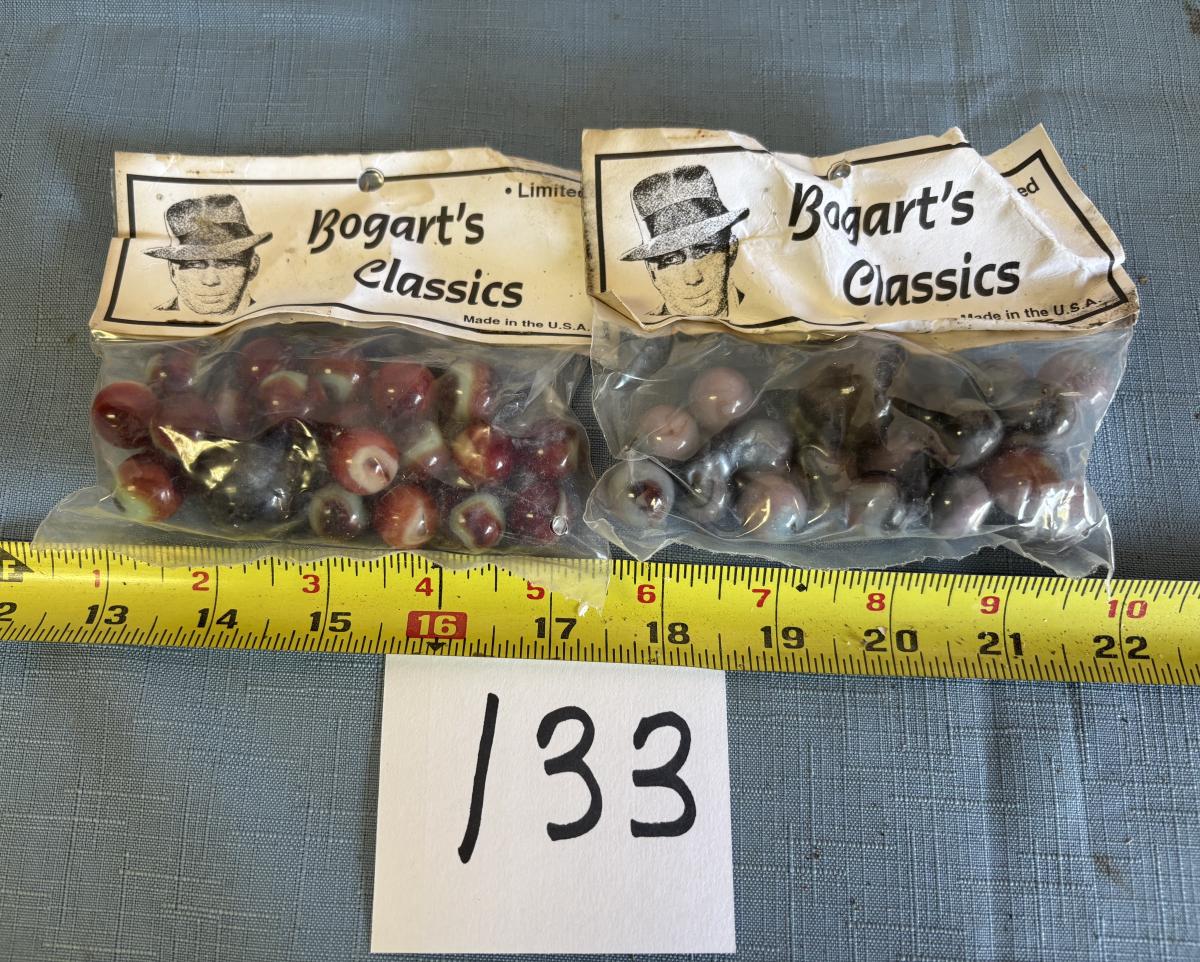 • Limited
Bogart's
Classics
Made in the U.S.A.
ed
Bogart's
Classics
Made in the U.S.A.
F 1 2 3 4 5 6 7 8 9 10
2 13 14 15 16 17 18 19 20 21 22
133